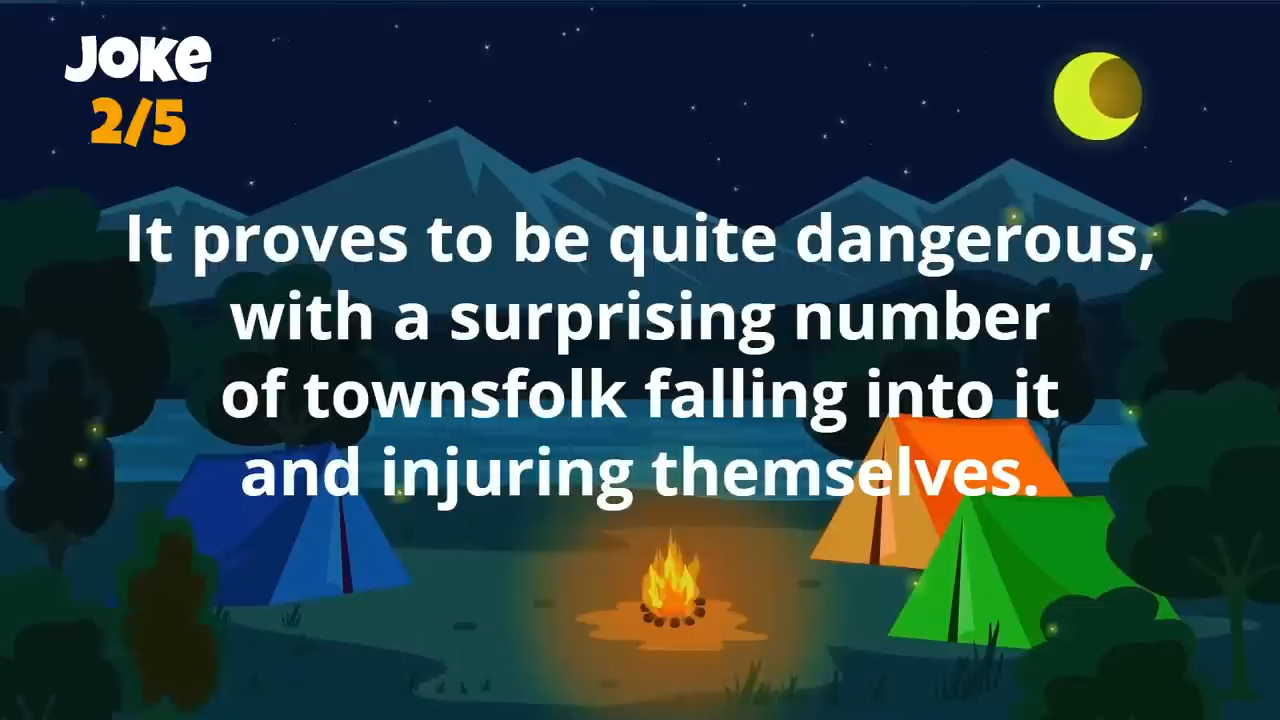 Joke
2/5
It proves to be quite dangerous,
with a surprising number
of townsfolk falling into it
and injuring themselves.